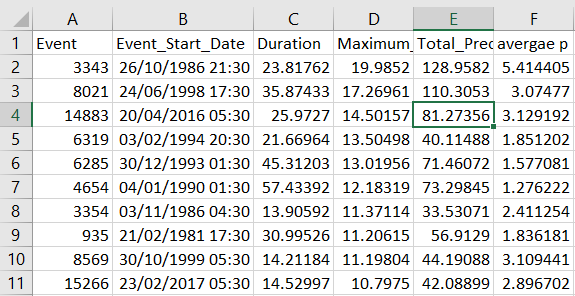 A B C D E F
1 Event Event_Start_Date Duration Maximum_ Total_Prec avergae p
2 3343 26/10/1986 21:30 23.81762 19.9852 128.9582 5.414405
3 8021 24/06/1998 17:30 35.87433 17.26961 110.3053 3.07477
4 14883 20/04/2016 05:30 25.9727 14.50157 81.27356 3.129192
5 6319 03/02/1994 20:30 21.66964 13.50498 40.11488 1.851202
6 6285 30/12/1993 01:30 45.31203 13.01956 71.46072 1.577081
7 4654 04/01/1990 01:30 57.43392 12.18319 73.29845 1.276222
8 3354 03/11/1986 04:30 13.90592 11.37114 33.53071 2.411254
9 935 21/02/1981 17:30 30.99526 11.20615 56.9129 1.836181
10 8569 30/10/1999 05:30 14.21184 11.19804 44.19088 3.109441
11 15266 23/02/2017 05:30 14.52997 10.7975 42.08899 2.896702